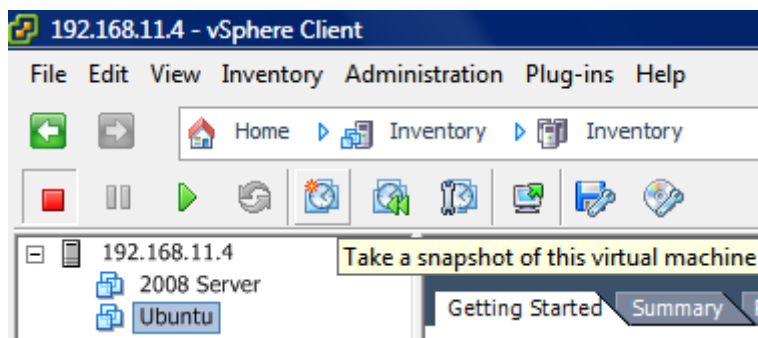 192.168.11.4 - vSphere Client
File Edit View Inventory Administration Plug-ins Help
Home Inventory Inventory
192.168.11.4
Take a snapshot of this virtual machine
2008 Server
Ubuntu
Getting Started Summary